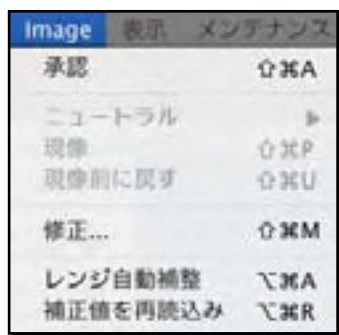 Image 表示 メンテナンス
承認 ⇧⌘A
ニュートラル ▶
現像 ⇧⌘P
現像前に戻す ⇧⌘U
修正... ⇧⌘M
レンジ自動補整 ⌥⌘A
補正値を再読込み ⌥⌘R